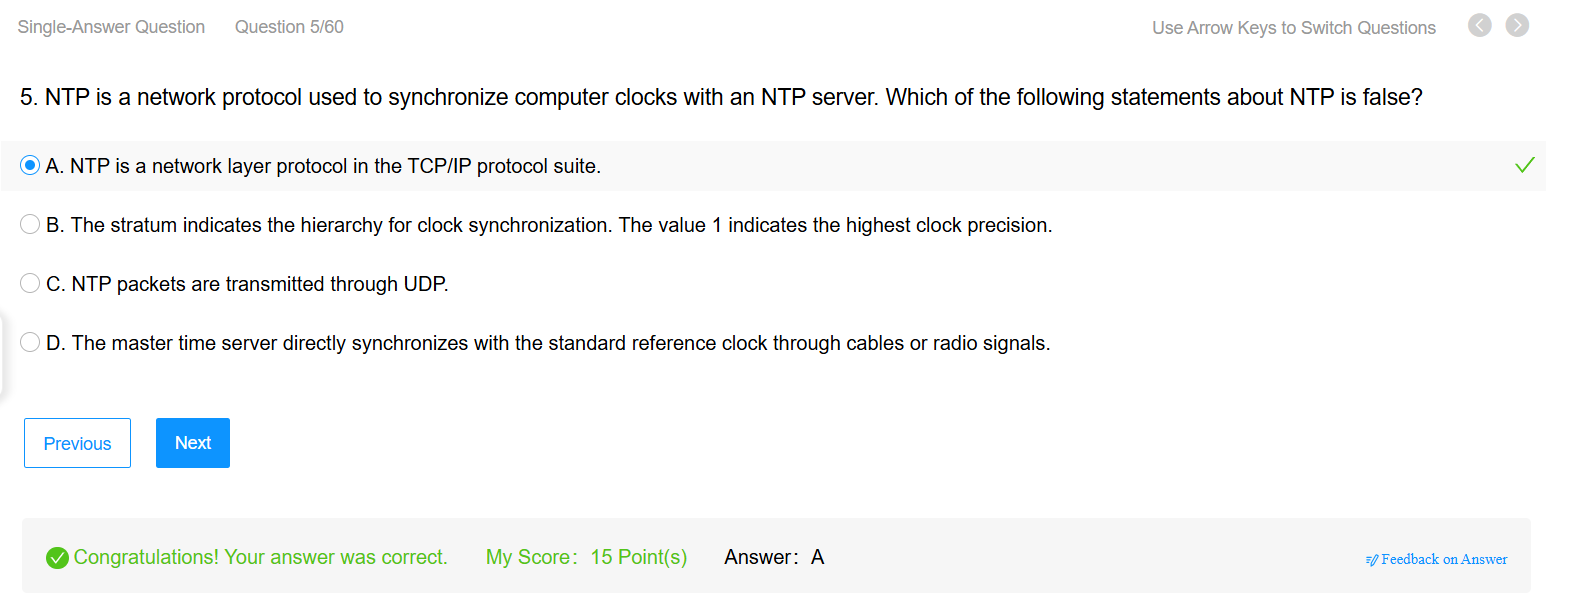 Single-Answer Question Question 5/60 Use Arrow Keys to Switch Questions
5. NTP is a network protocol used to synchronize computer clocks with an NTP server. Which of the following statements about NTP is false?
A. NTP is a network layer protocol in the TCP/IP protocol suite.
B. The stratum indicates the hierarchy for clock synchronization. The value 1 indicates the highest clock precision.
C. NTP packets are transmitted through UDP.
D. The master time server directly synchronizes with the standard reference clock through cables or radio signals.
Previous Next
Congratulations! Your answer was correct. My Score: 15 Point(s) Answer: A Feedback on Answer